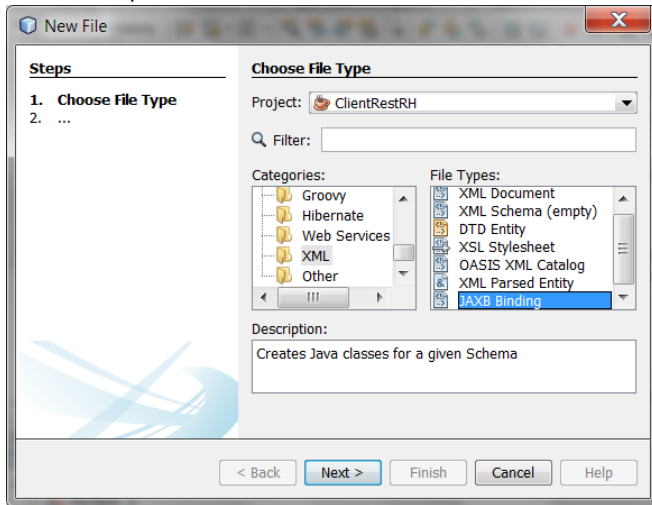 New File
X
Steps
1. Choose File Type
2. ...
Choose File Type
Project: ClientRestRH
Filter:
Categories:
Groovy
Hibernate
Web Services
XML
Other
File Types:
XML Document
XML Schema (empty)
DTD Entity
XSL Stylesheet
OASIS XML Catalog
XML Parsed Entity
JAXB Binding
Description:
Creates Java classes for a given Schema
< Back Next > Finish Cancel Help